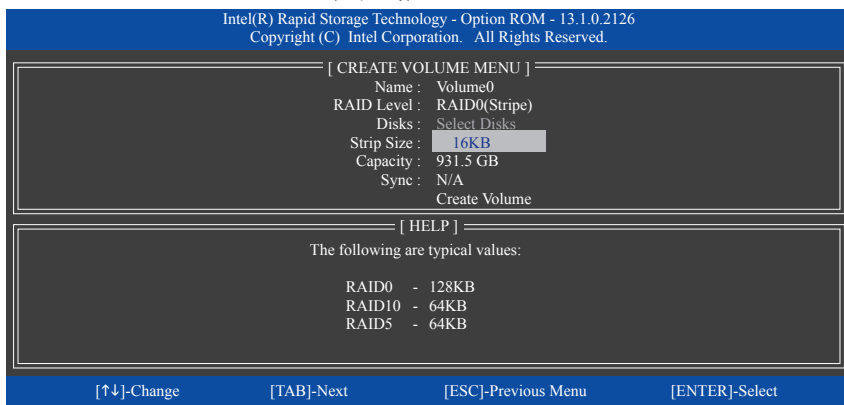 Intel(R) Rapid Storage Technology - Option ROM - 13.1.0.2126
Copyright (C) Intel Corporation. All Rights Reserved.
[ CREATE VOLUME MENU ]
Name : Volume0
RAID Level : RAID0(Stripe)
Disks : Select Disks
Strip Size : 16KB
Capacity : 931.5 GB
Sync : N/A
Create Volume
[ HELP ]
The following are typical values:
RAID0 - 128KB
RAID10 - 64KB
RAID5 - 64KB
[↑↓]-Change [TAB]-Next [ESC]-Previous Menu [ENTER]-Select